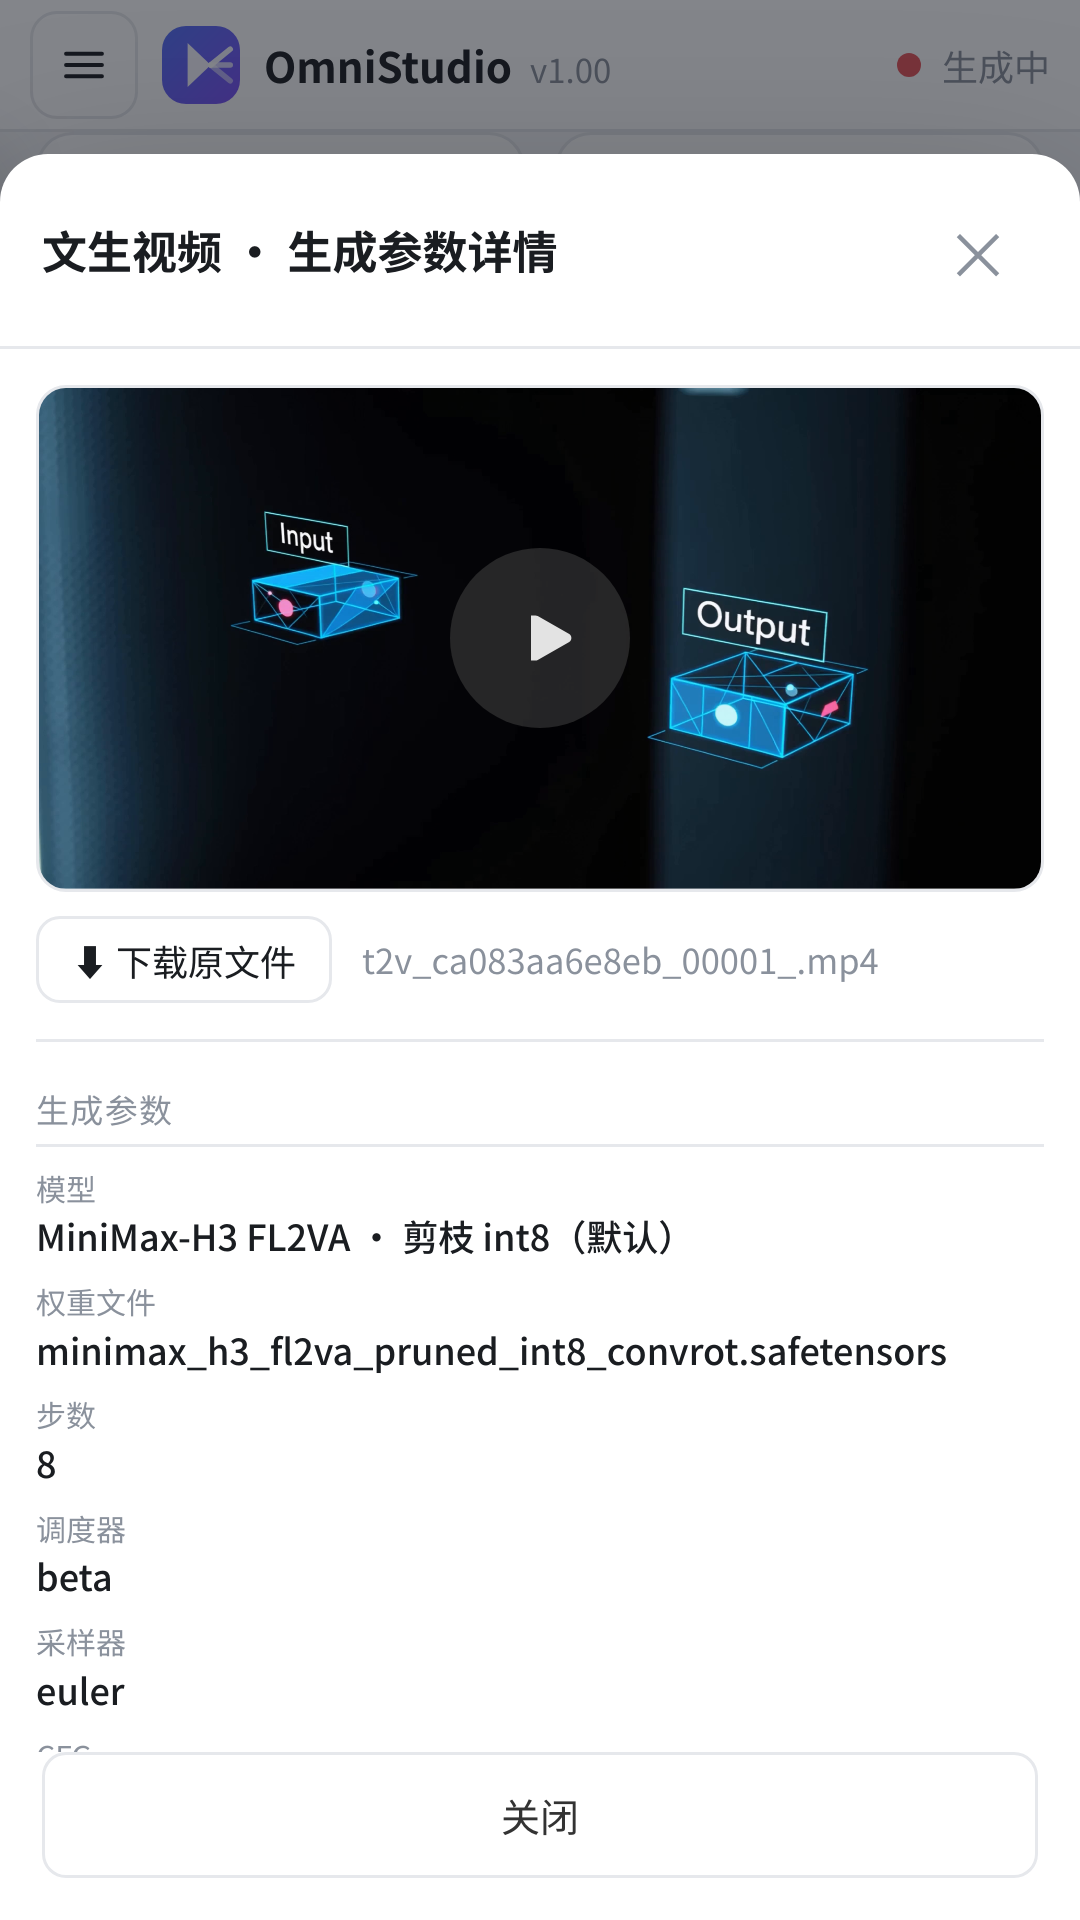 OmniStudio v1.00
生成中
文生视频 · 生成参数详情
Input
Output
下载原文件
t2v_ca083aa6e8eb_00001_.mp4
生成参数
模型
MiniMax-H3 FL2VA · 剪枝 int8（默认）
权重文件
minimax_h3_fl2va_pruned_int8_convrot.safetensors
步数
8
调度器
beta
采样器
euler
关闭